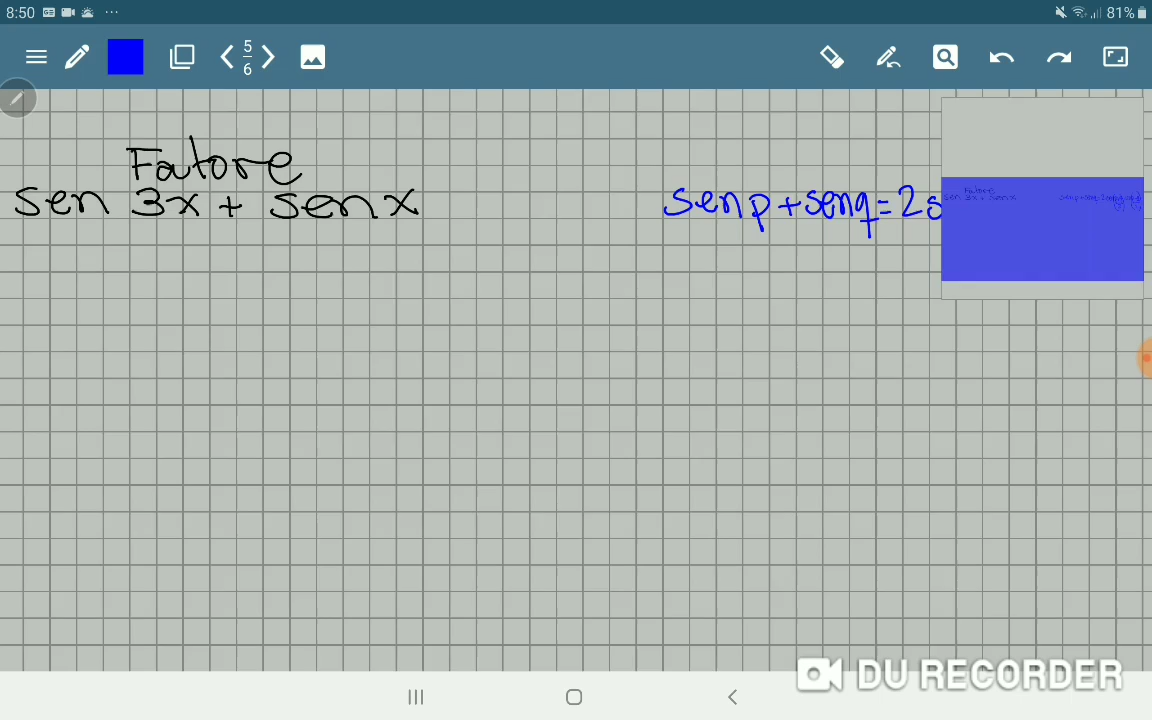 8:50 ... 81%
5
6
Fatore
sen 3x + senx
senp+senq=2s
DU RECORDER